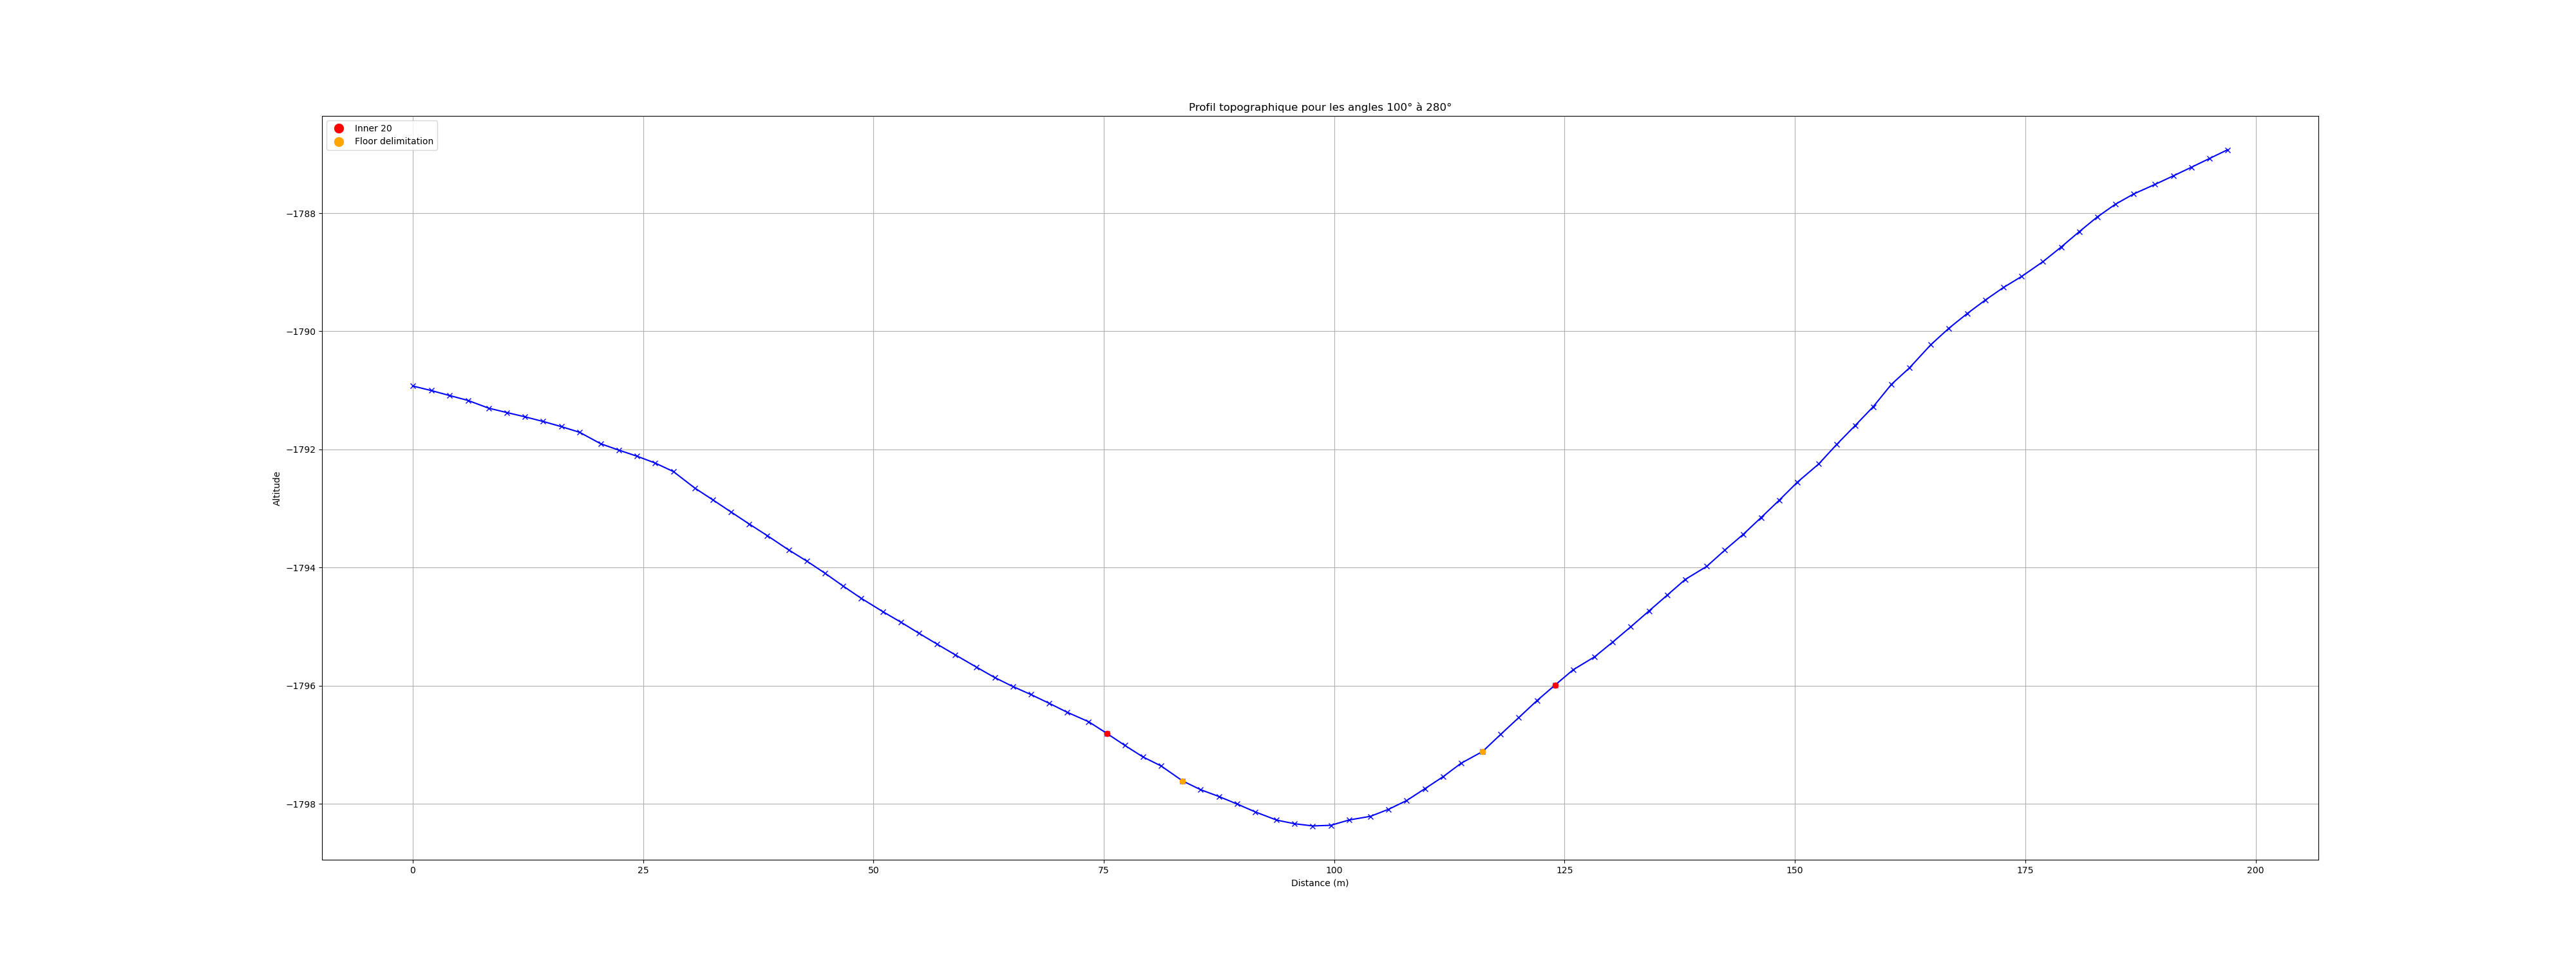 Profil topographique pour les angles 100° à 280°
Inner 20
Floor delimitation
−1788
−1790
−1792
−1794
−1796
−1798
Altitude
0 25 50 75 100 125 150 175 200
Distance (m)